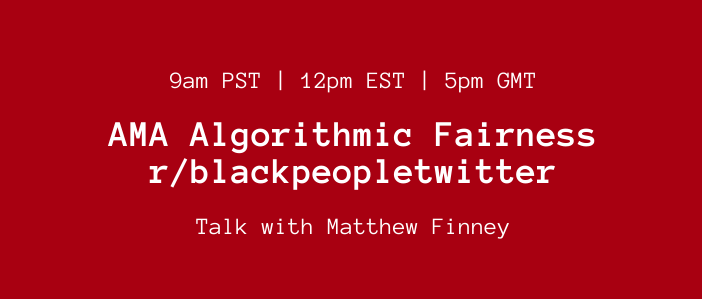 9am PST | 12pm EST | 5pm GMT
AMA Algorithmic Fairness
r/blackpeopletwitter
Talk with Matthew Finney